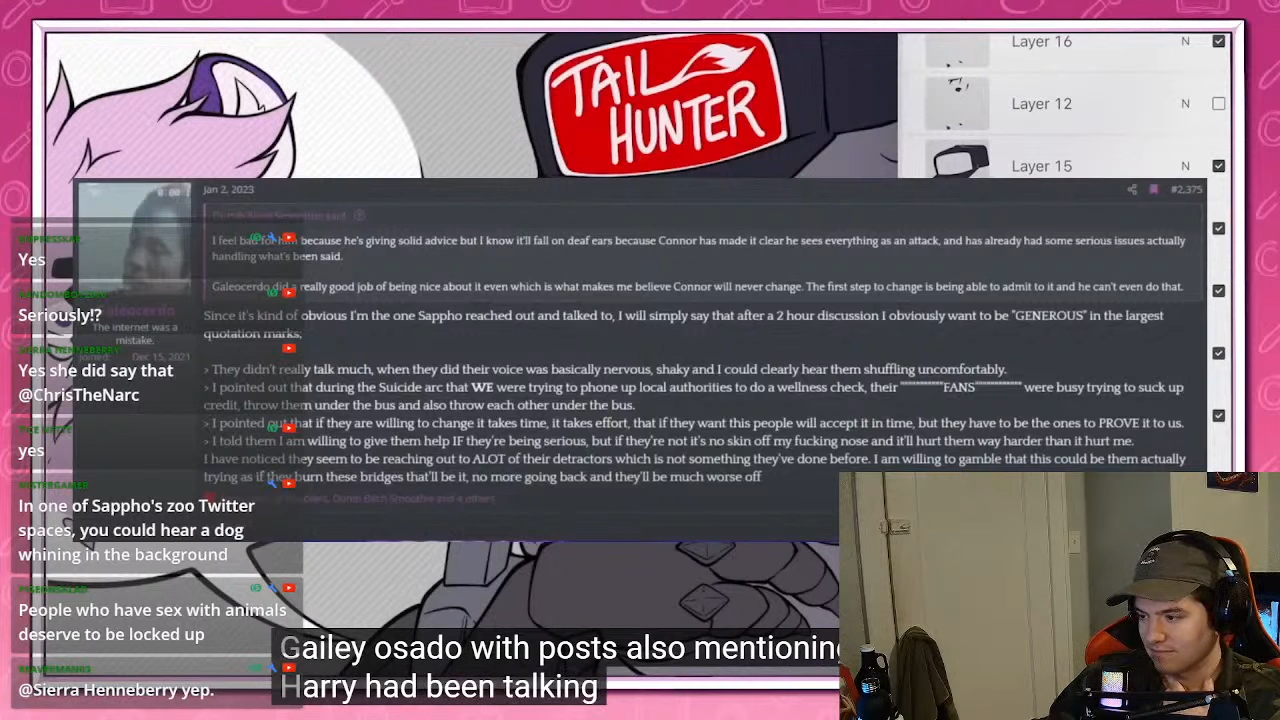 TAIL
HUNTER
Layer 16
N
Layer 12
N
Layer 15
N
Jan 2, 2023
#2,375
I feel bad for him because he's giving solid advice but I know it'll fall on deaf ears because Connor has made it clear he sees everything as an attack, and has already had some serious issues actually
handling what's been said.
Galeocerdo did a really good job of being nice about it even which is what makes me believe Connor will never change. The first step to change is being able to admit to it and he can't even do that.
Since it's kind of obvious I'm the one Sappho reached out and talked to, I will simply say that after a 2 hour discussion I obviously want to be "GENEROUS" in the largest
quotation marks;
> They didn't really talk much, when they did their voice was basically nervous, shaky and I could clearly hear them shuffling uncomfortably.
> I pointed out that during the Suicide arc that WE were trying to phone up local authorities to do a wellness check, their """""""""""FANS""""""""""" were busy trying to suck up
credit, throw them under the bus and also throw each other under the bus.
> I pointed out that if they are willing to change it takes time, it takes effort, that if they want this people will accept it in time, but they have to be the ones to PROVE it to us.
> I told them I am willing to give them help IF they're being serious, but if they're not it's no skin off my fucking nose and it'll hurt them way harder than it hurt me.
I have noticed they seem to be reaching out to ALOT of their detractors which is not something they've done before. I am willing to gamble that this could be them actually
trying as if they burn these bridges that'll be it, no more going back and they'll be much worse off
Dumb Bitch Smoothie and 4 others
The internet was a
mistake.
Joined: Dec 15, 2021
Yes
Seriously!?
SIERRA HENNEBERRY
Yes she did say that
@ChrisTheNarc
yes
MISTERGAMER
In one of Sappho's zoo Twitter
spaces, you could hear a dog
whining in the background
People who have sex with animals
deserve to be locked up
@Sierra Henneberry yep.
Gailey osado with posts also mentioning
Harry had been talking